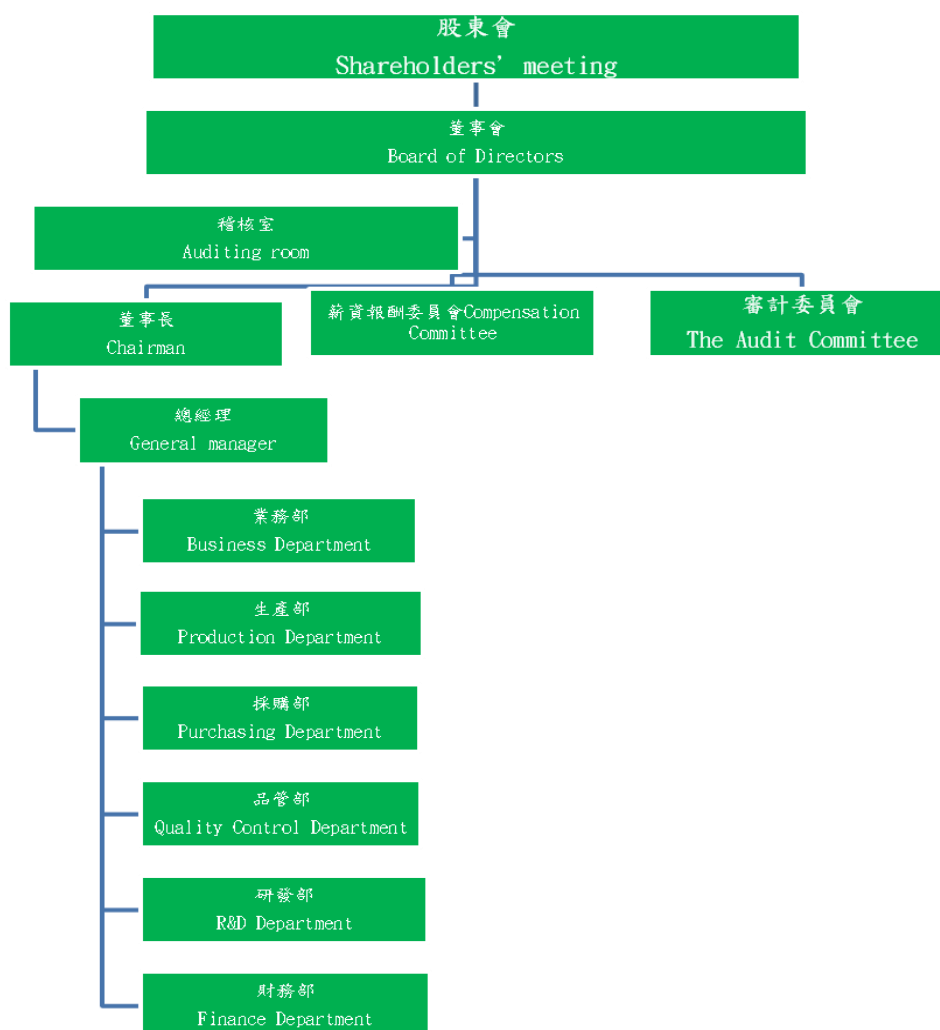 股東會
Shareholders' meeting
董事會
Board of Directors
稽核室
Auditing room
董事長
Chairman
薪資報酬委員會Compensation
Committee
審計委員會
The Audit Committee
總經理
General manager
業務部
Business Department
生產部
Production Department
採購部
Purchasing Department
品管部
Quality Control Department
研發部
R&D Department
財務部
Finance Department